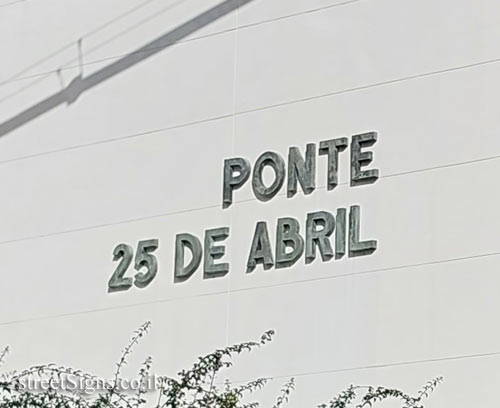 PONTE
25 DE ABRIL
streetSigns.co.il